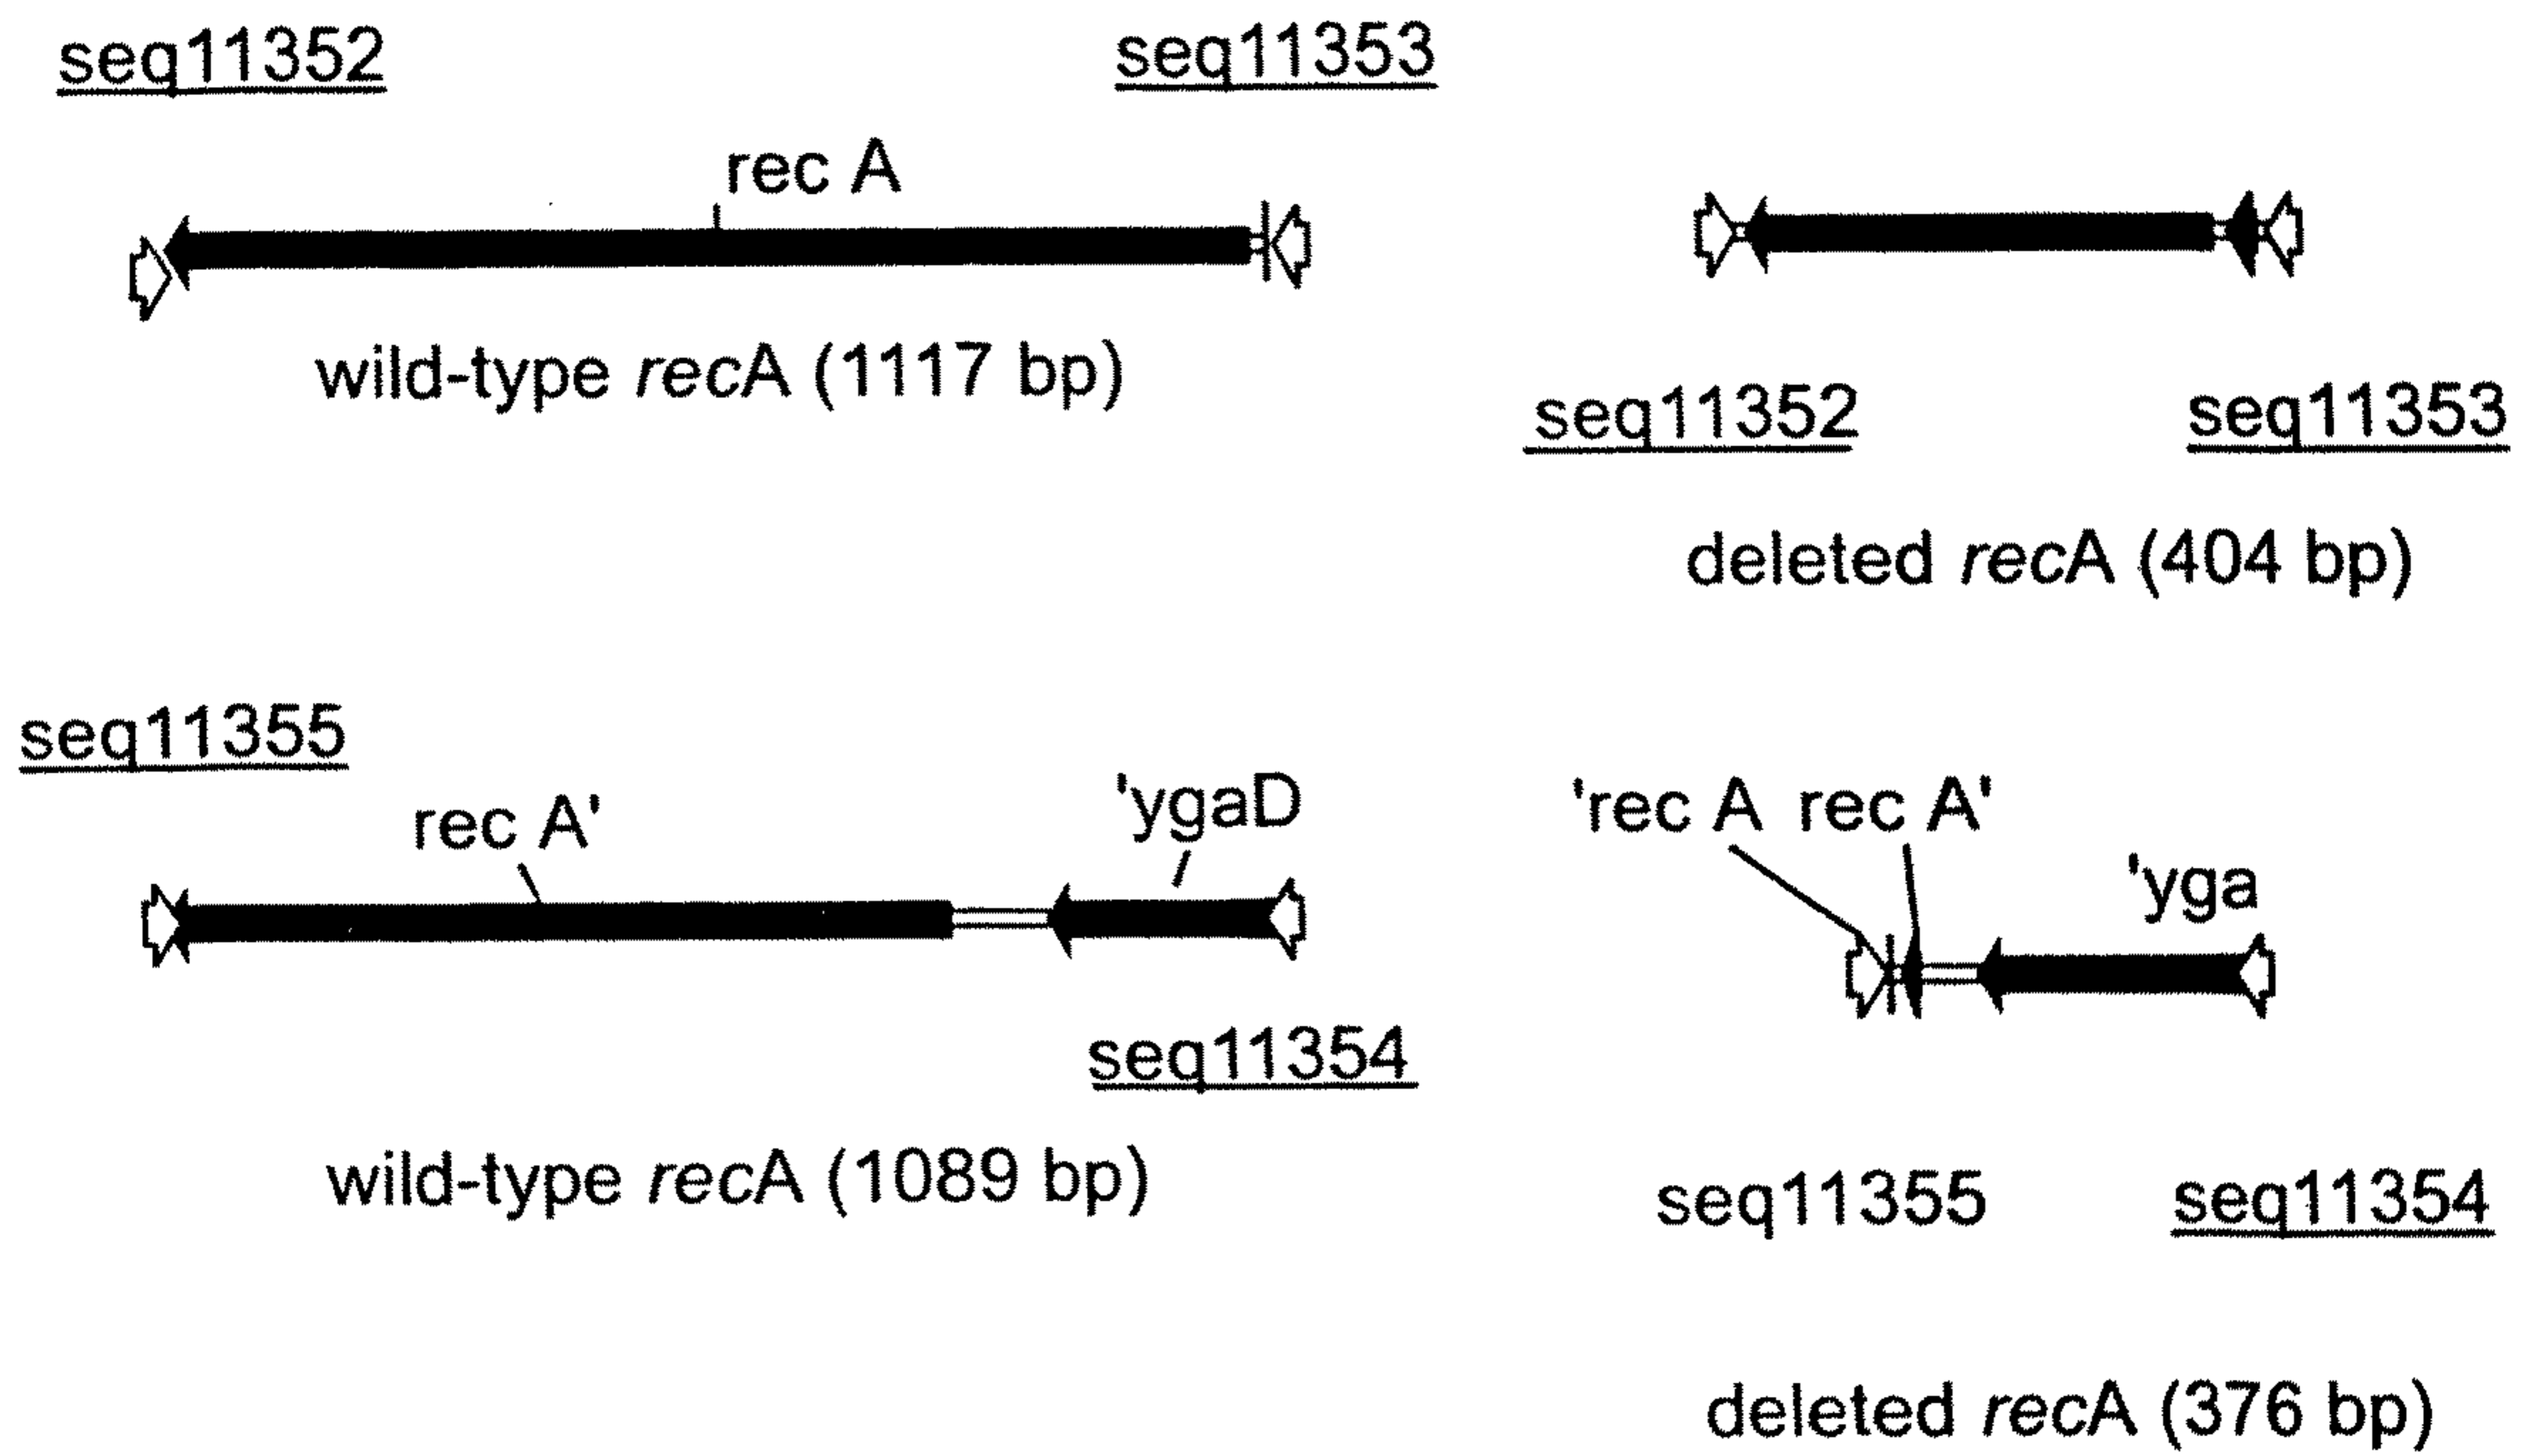 seq11352 seq11353
rec A
wild-type recA (1117 bp)
seq11352 seq11353
deleted recA (404 bp)
seq11355
rec A' 'ygaD
seq11354
wild-type recA (1089 bp)
'rec A rec A'
'yga
seq11355 seq11354
deleted recA (376 bp)